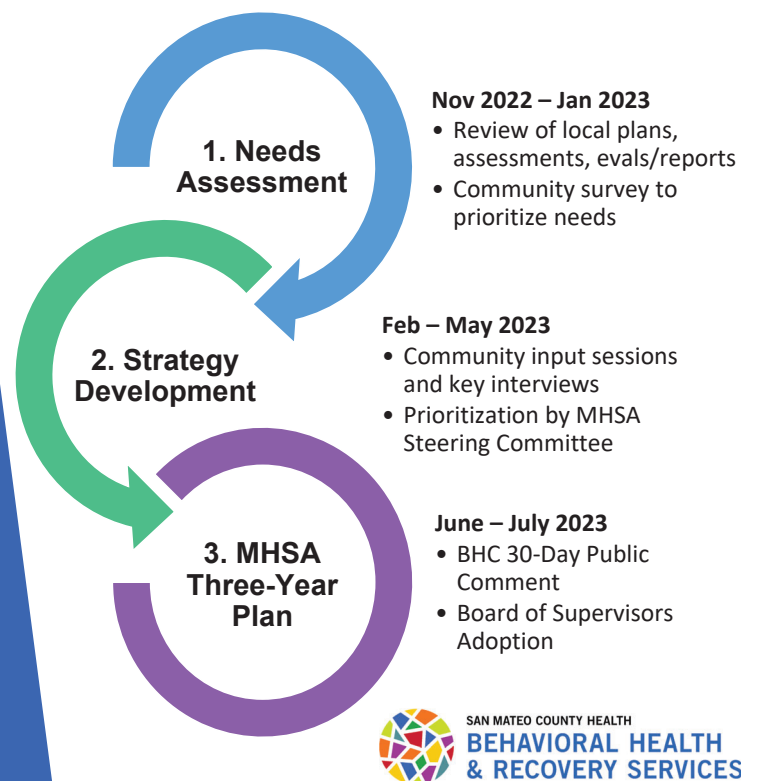 1. Needs
Assessment
Nov 2022 – Jan 2023
• Review of local plans,
assessments, evals/reports
• Community survey to
prioritize needs
2. Strategy
Development
Feb – May 2023
• Community input sessions
and key interviews
• Prioritization by MHSA
Steering Committee
3. MHSA
Three-Year
Plan
June – July 2023
• BHC 30-Day Public
Comment
• Board of Supervisors
Adoption
SAN MATEO COUNTY HEALTH
BEHAVIORAL HEALTH
& RECOVERY SERVICES